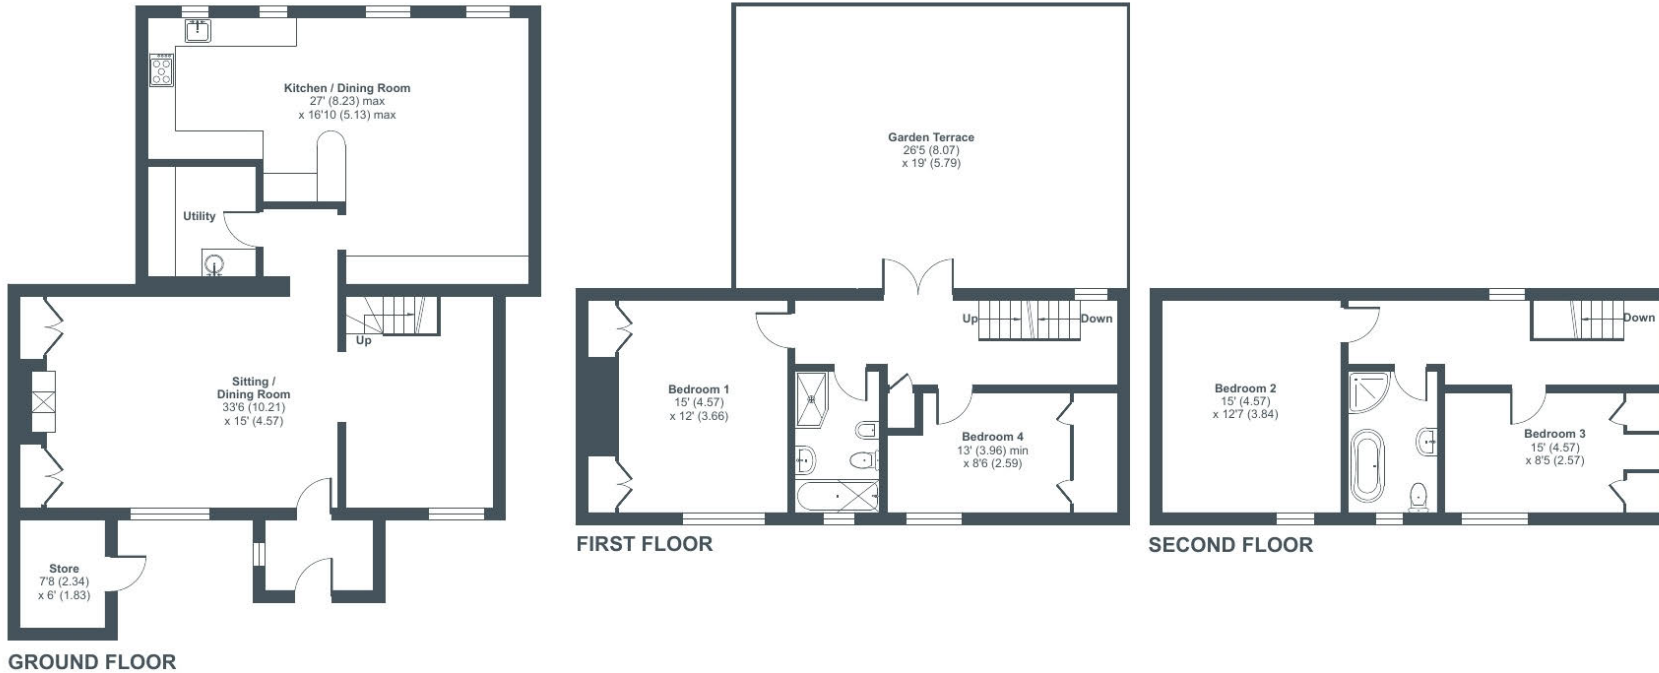 Kitchen / Dining Room
27' (8.23) max
x 16'10 (5.13) max
Utility
Up
Sitting /
Dining Room
33'6 (10.21)
x 15' (4.57)
Store
7'8 (2.34)
x 6' (1.83)
GROUND FLOOR
Garden Terrace
26'5 (8.07)
x 19' (5.79)
Up
Down
Bedroom 1
15' (4.57)
x 12' (3.66)
Bedroom 4
13' (3.96) min
x 8'6 (2.59)
FIRST FLOOR
Down
Bedroom 2
15' (4.57)
x 12'7 (3.84)
Bedroom 3
15' (4.57)
x 8'5 (2.57)
SECOND FLOOR